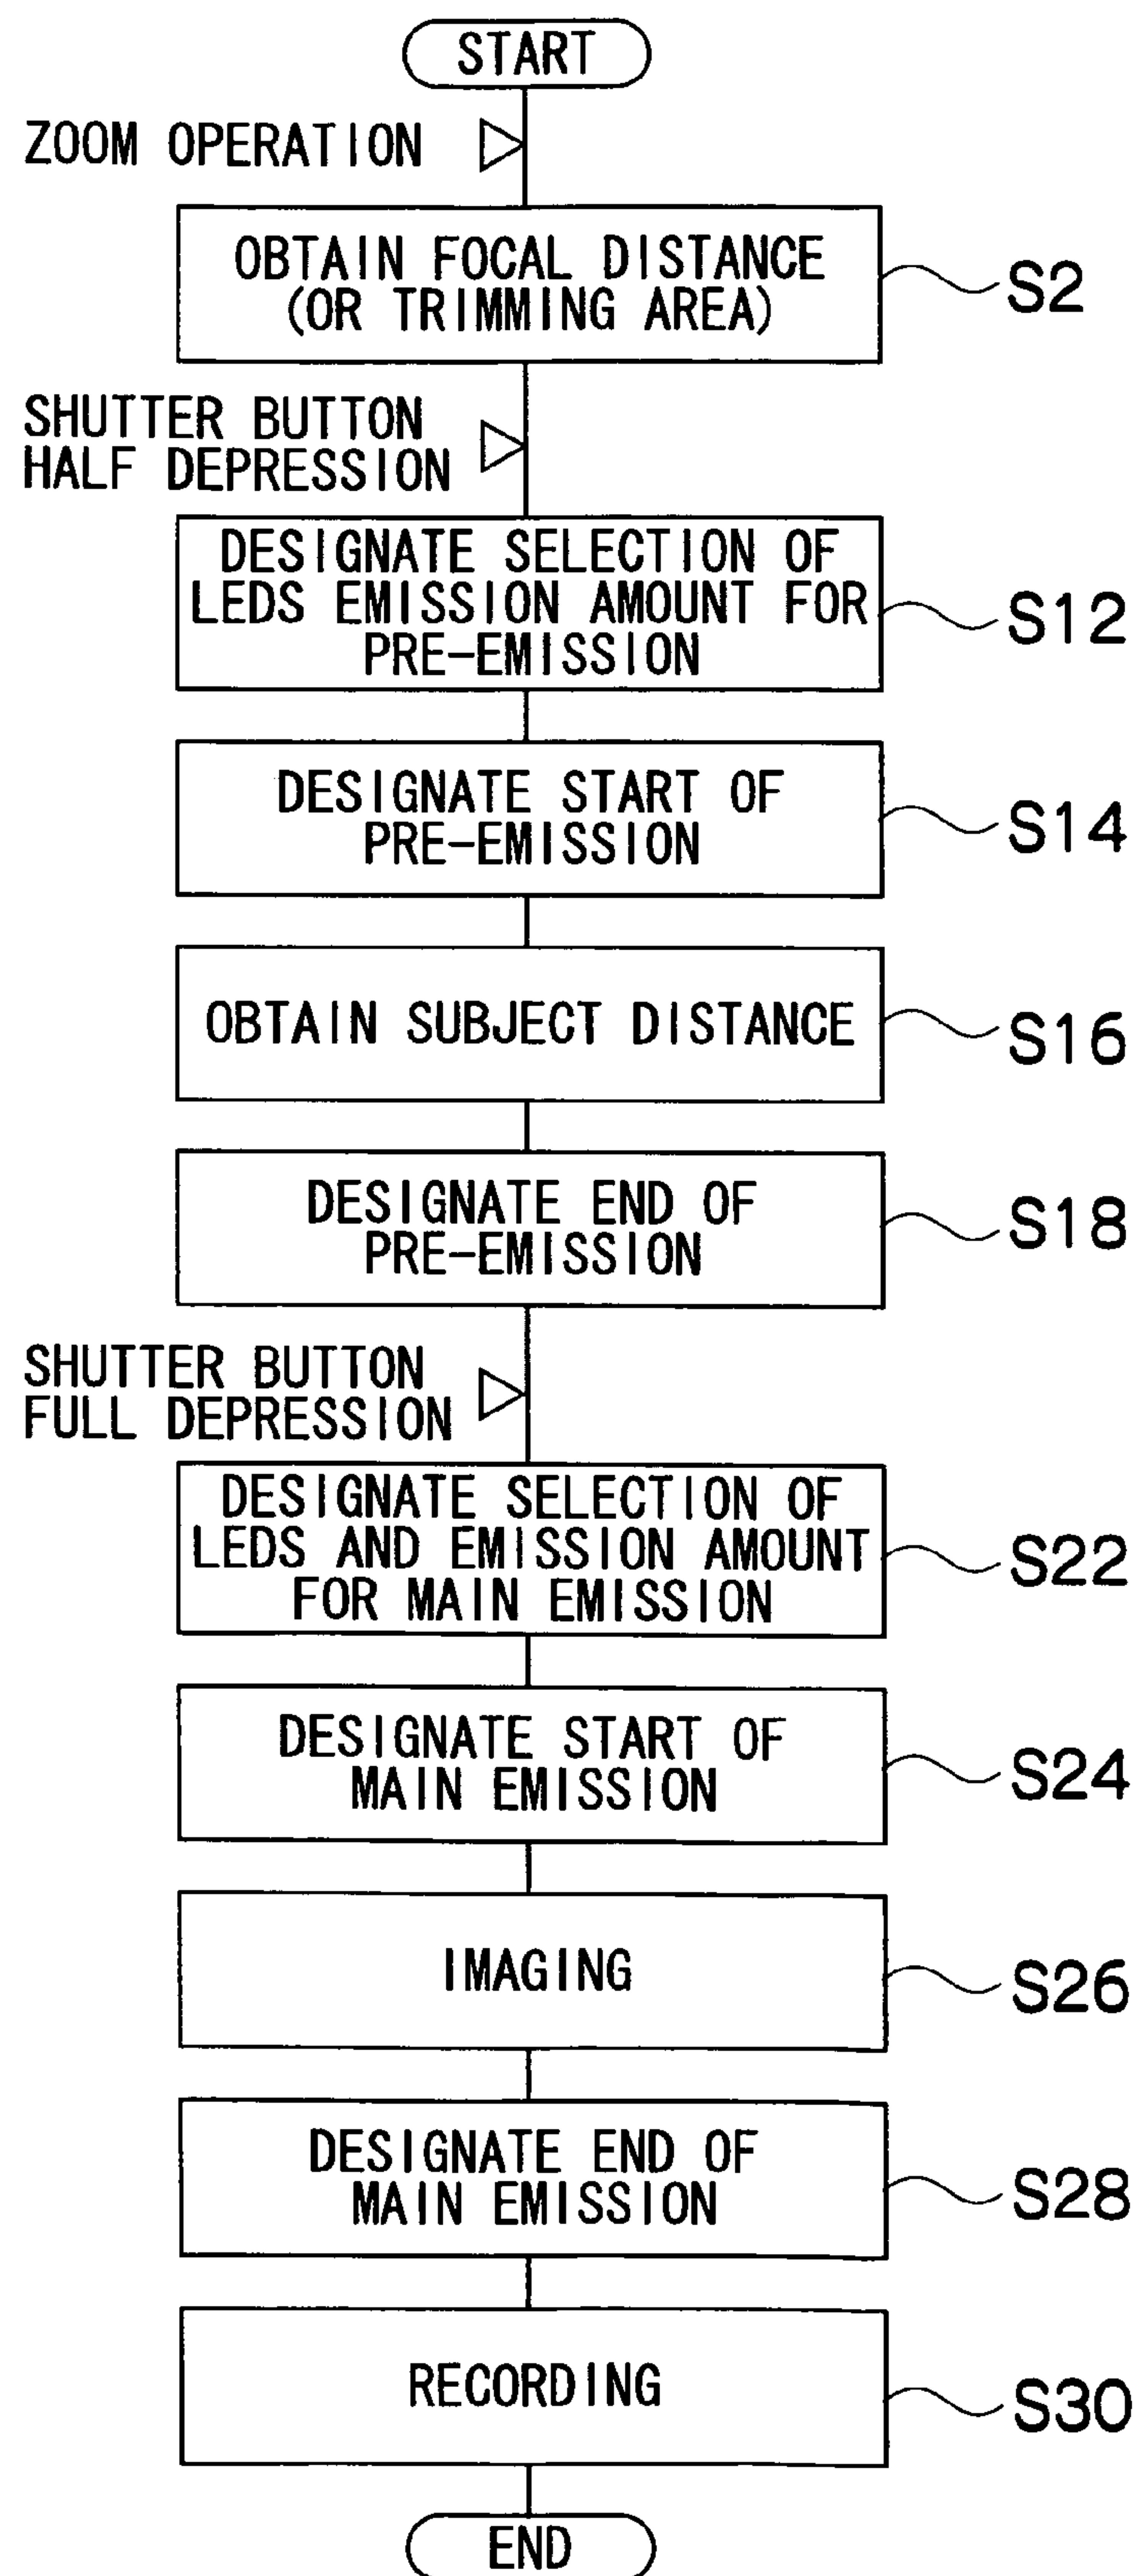 START
ZOOM OPERATION
OBTAIN FOCAL DISTANCE
(OR TRIMMING AREA)
S2
SHUTTER BUTTON
HALF DEPRESSION
DESIGNATE SELECTION OF
LEDS EMISSION AMOUNT FOR
PRE-EMISSION
S12
DESIGNATE START OF
PRE-EMISSION
S14
OBTAIN SUBJECT DISTANCE
S16
DESIGNATE END OF
PRE-EMISSION
S18
SHUTTER BUTTON
FULL DEPRESSION
DESIGNATE SELECTION OF
LEDS AND EMISSION AMOUNT
FOR MAIN EMISSION
S22
DESIGNATE START OF
MAIN EMISSION
S24
IMAGING
S26
DESIGNATE END OF
MAIN EMISSION
S28
RECORDING
S30
END